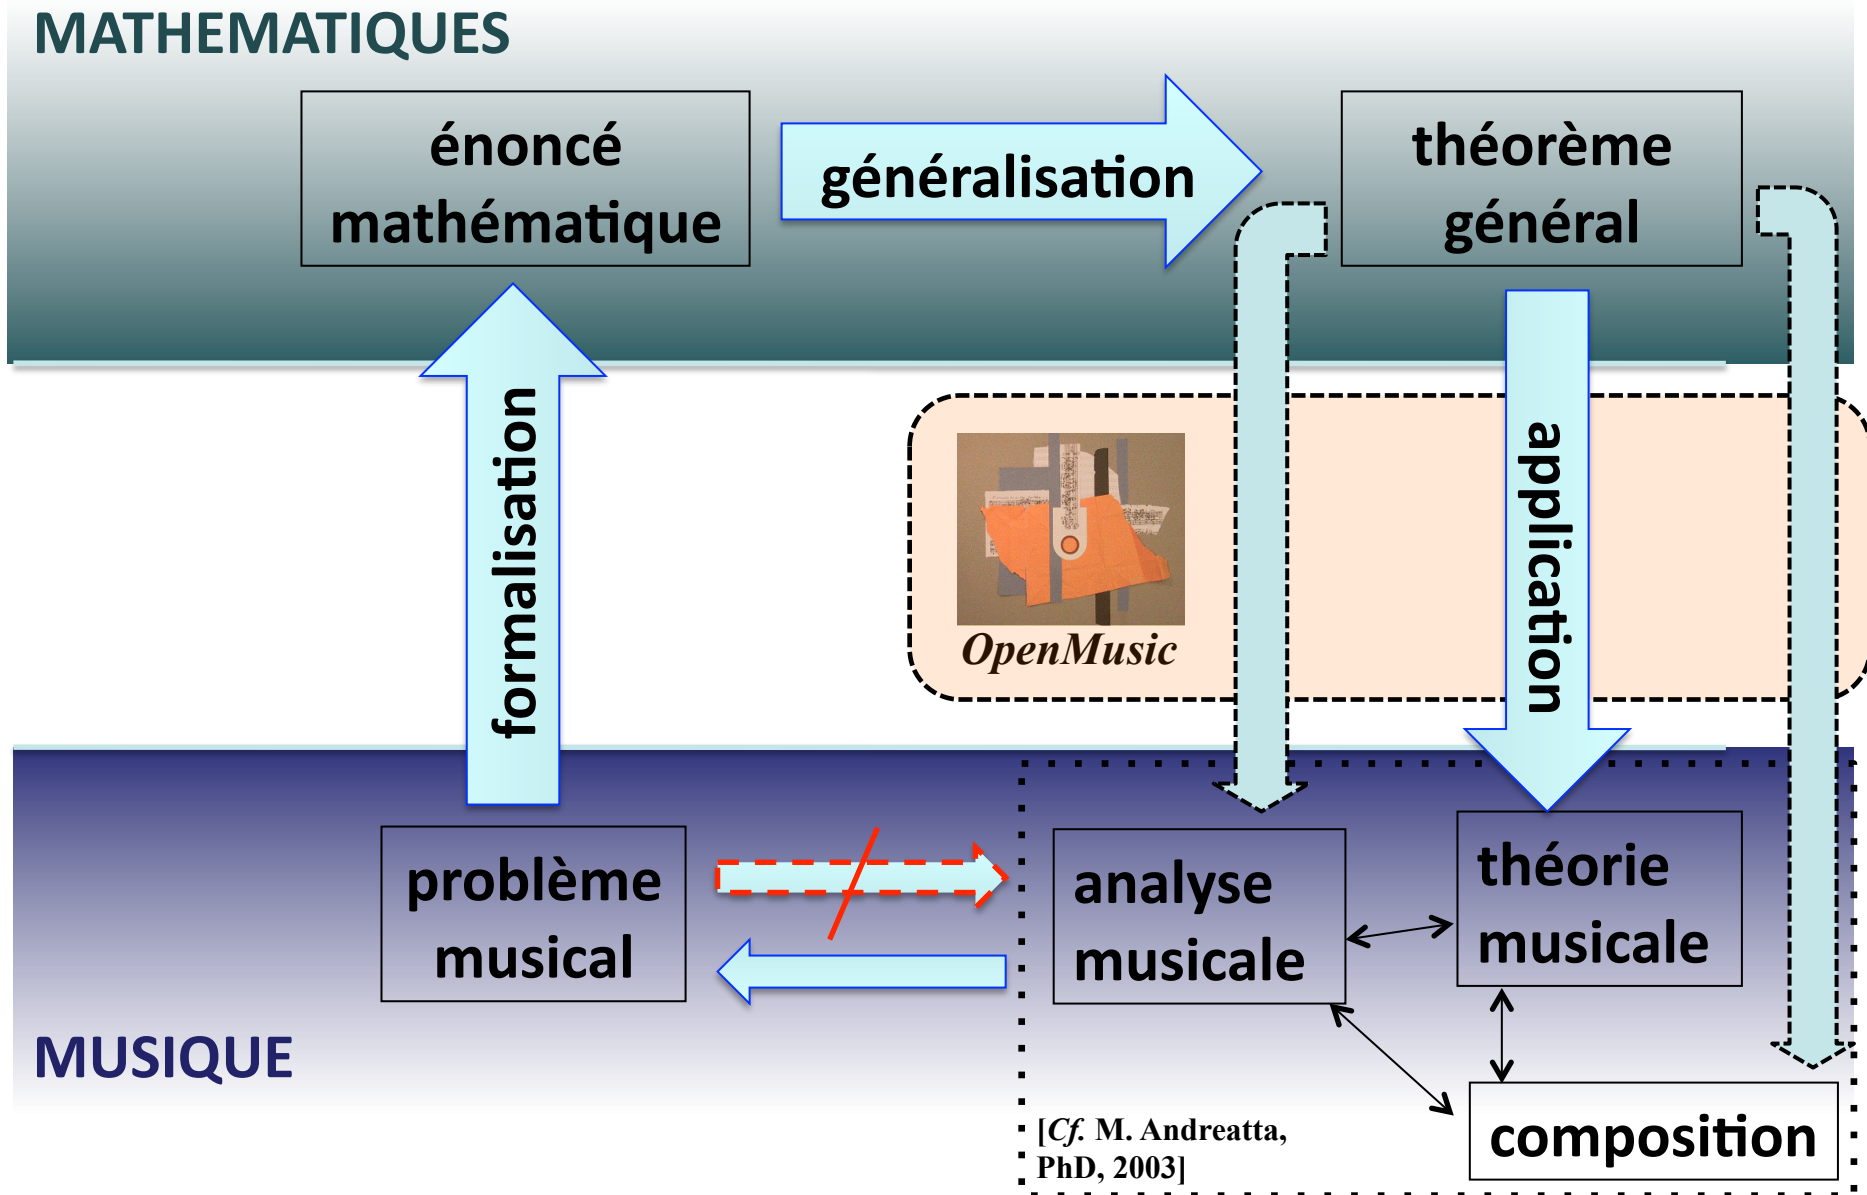 MATHEMATIQUES
énoncé
mathématique
généralisation
théorème
général
formalisation
OpenMusic
application
problème
musical
analyse
musicale
théorie
musicale
MUSIQUE
[Cf. M. Andreatta,
PhD, 2003]
composition